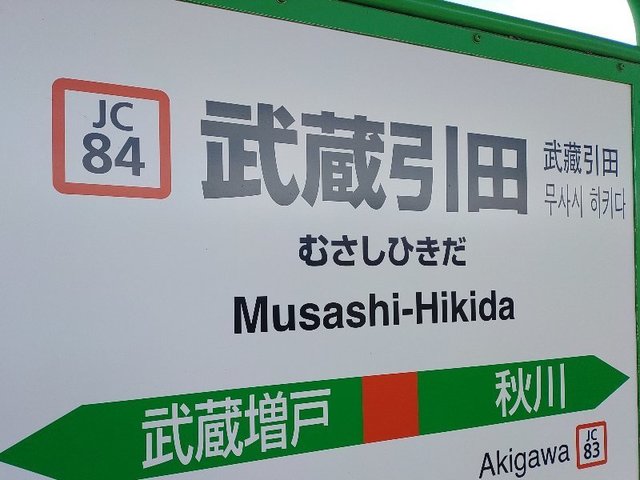 JC
84
武蔵引田
武藏引田
무사시 히키다
むさしひきだ
Musashi-Hikida
武蔵増戸
秋川
Akigawa
JC
83